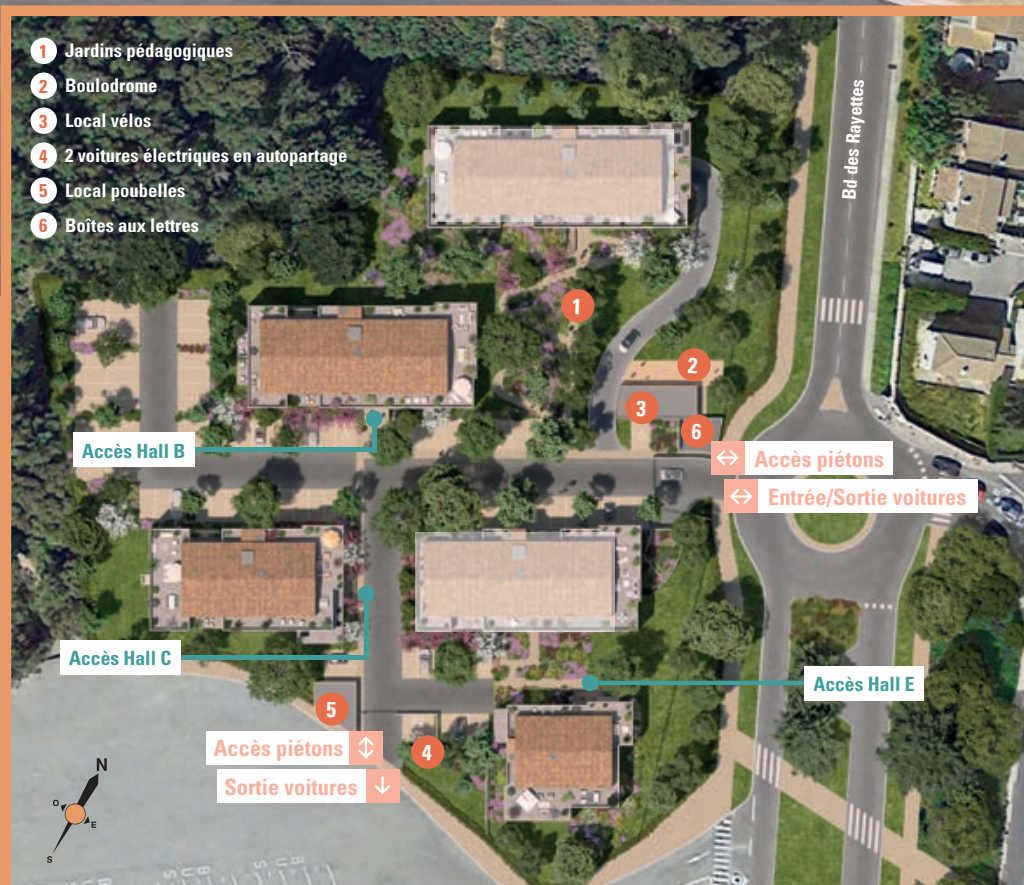 1 Jardins pédagogiques
2 Boulodrome
3 Local vélos
4 2 voitures électriques en autopartage
5 Local poubelles
6 Boîtes aux lettres
Bd des Rayettes
1
2
3
6
Accès Hall B
Accès piétons
Entrée/Sortie voitures
Accès Hall C
Accès Hall E
5
Accès piétons
4
Sortie voitures
N
O
E
S
BUS
BUS